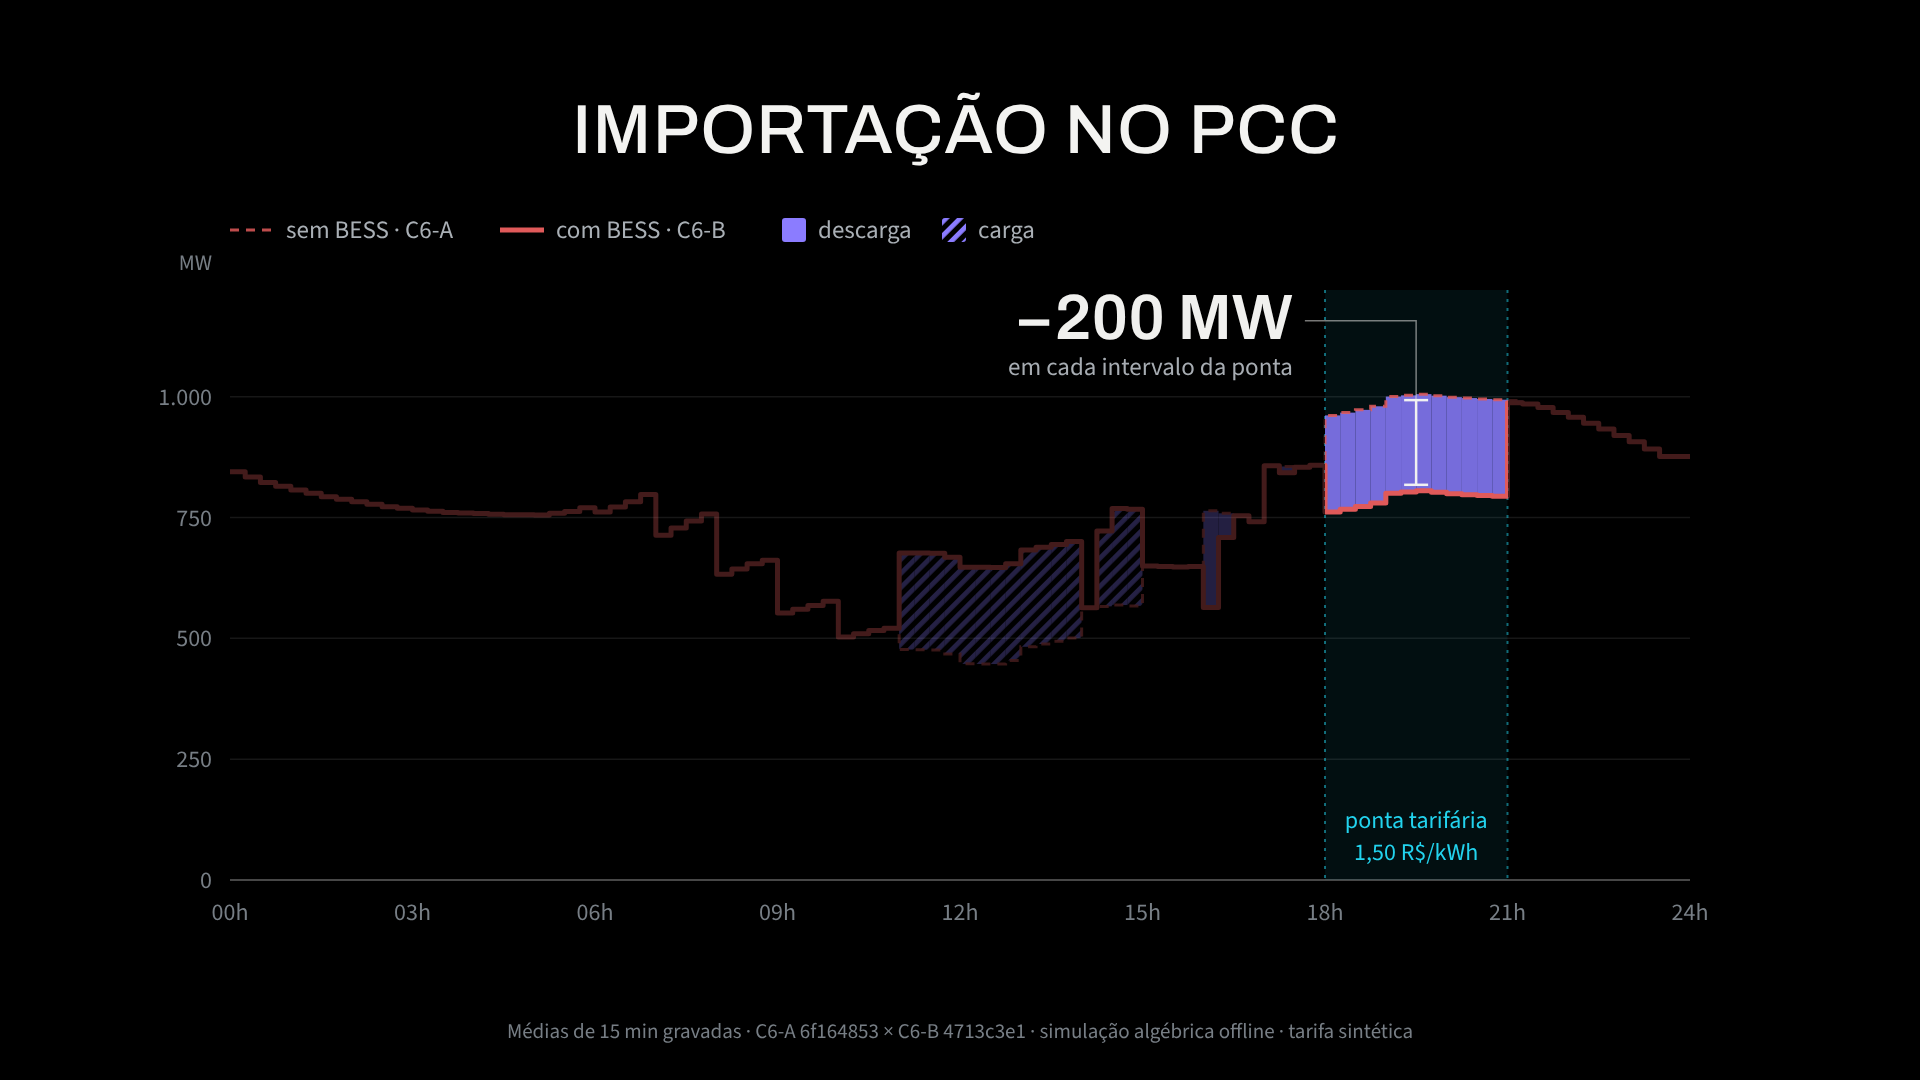 IMPORTAÇÃO NO PCC
sem BESS · C6-A
com BESS · C6-B
descarga
carga
MW
–200 MW
em cada intervalo da ponta
1.000
750
500
250
0
ponta tarifária
1,50 R$/kWh
00h
03h
06h
09h
12h
15h
18h
21h
24h
Médias de 15 min gravadas · C6-A 6f164853 × C6-B 4713c3e1 · simulação algébrica offline · tarifa sintética